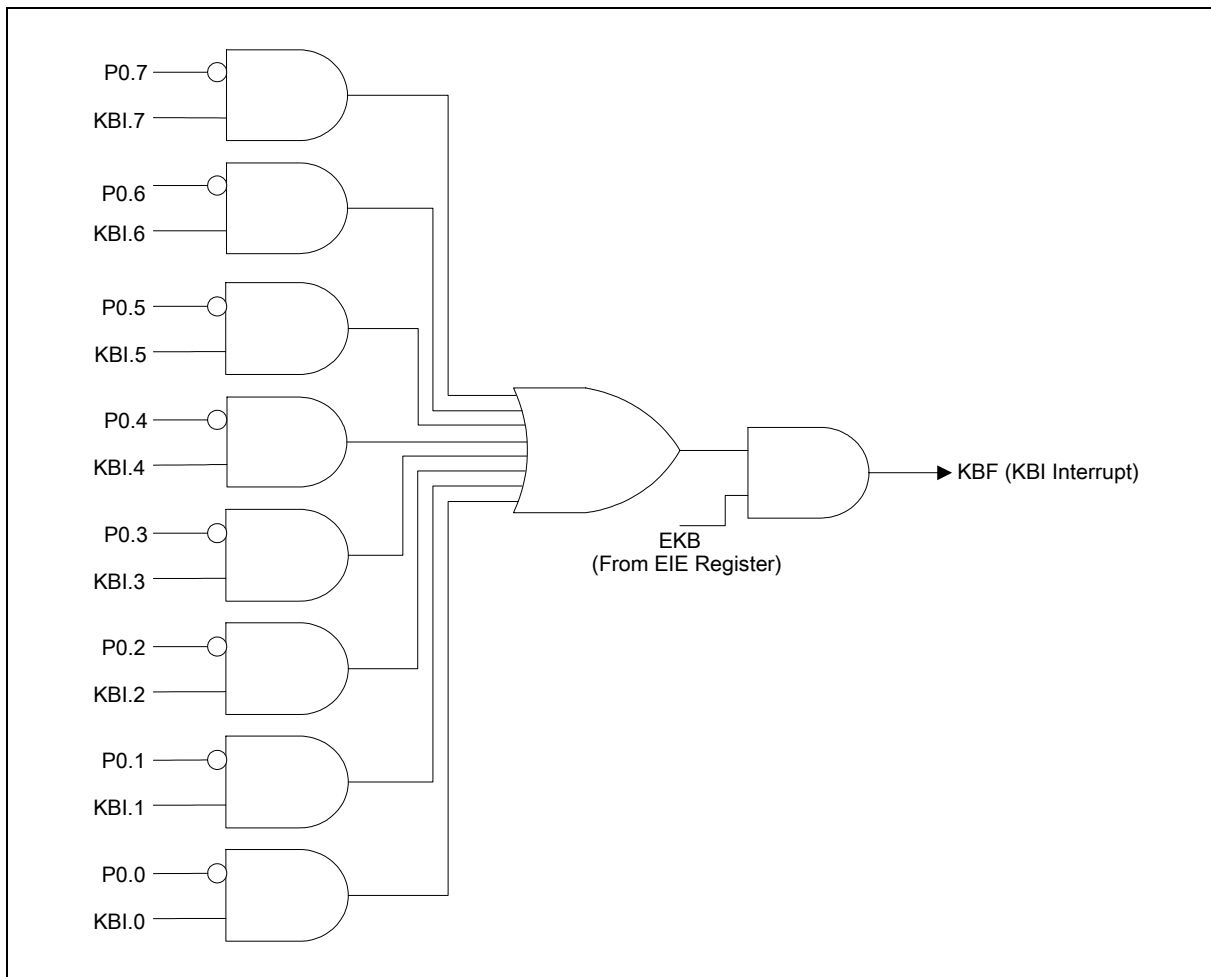 P0.7
KBI.7
P0.6
KBI.6
P0.5
KBI.5
P0.4
KBI.4
P0.3
KBI.3
P0.2
KBI.2
P0.1
KBI.1
P0.0
KBI.0
EKB
(From EIE Register)
KBF (KBI Interrupt)